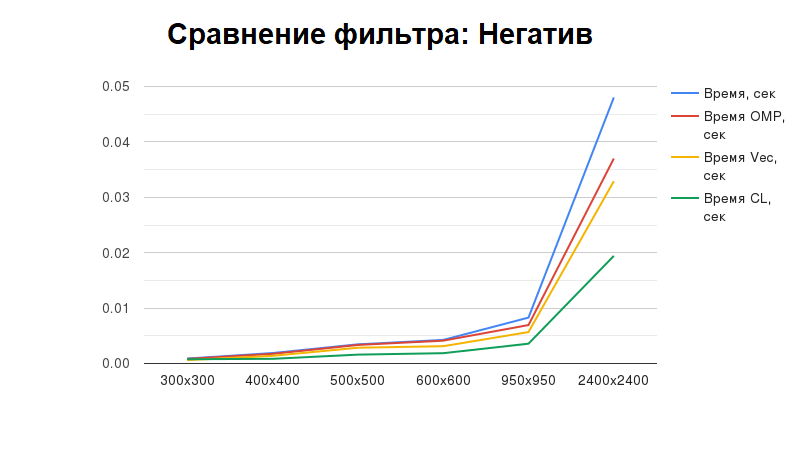 Сравнение фильтра: Негатив
0.05
0.04
0.03
0.02
0.01
0.00
300x300 400x400 500x500 600x600 950x950 2400x2400
Время, сек
Время OMP,
сек
Время Vec,
сек
Время CL,
сек